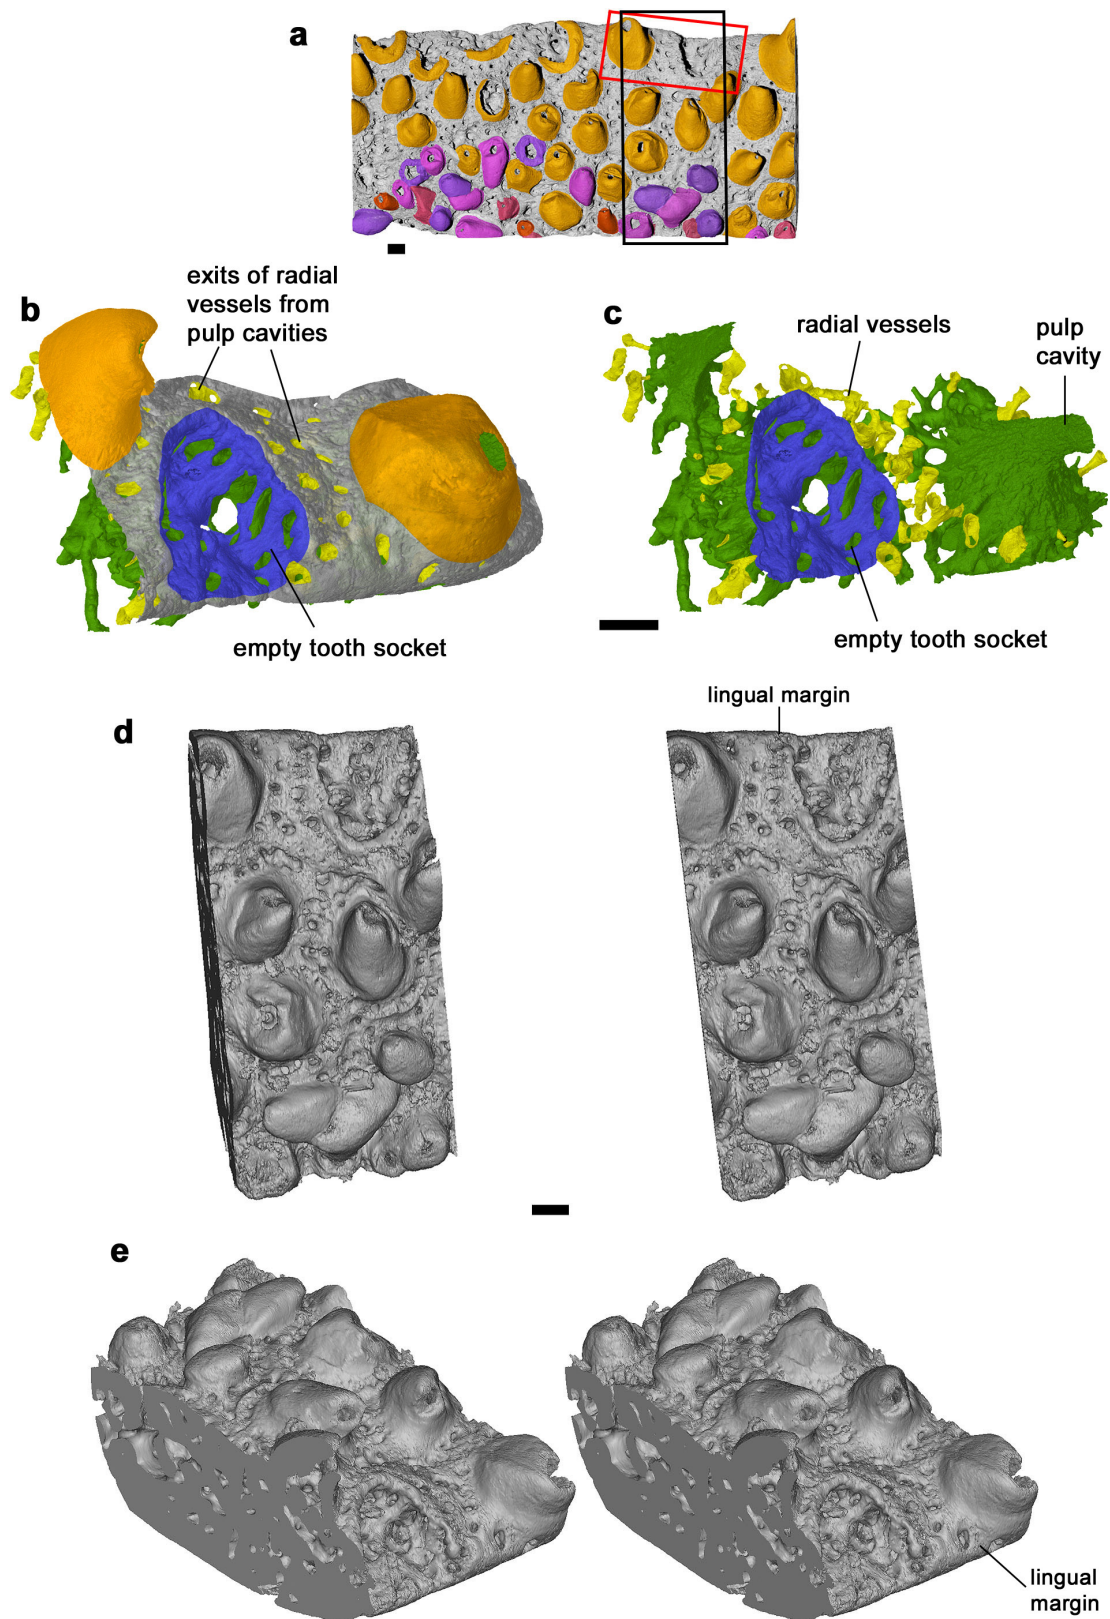 a
b
exits of radial
vessels from
pulp cavities
empty tooth socket
c
radial vessels
pulp
cavity
empty tooth socket
d
lingual margin
e
lingual
margin